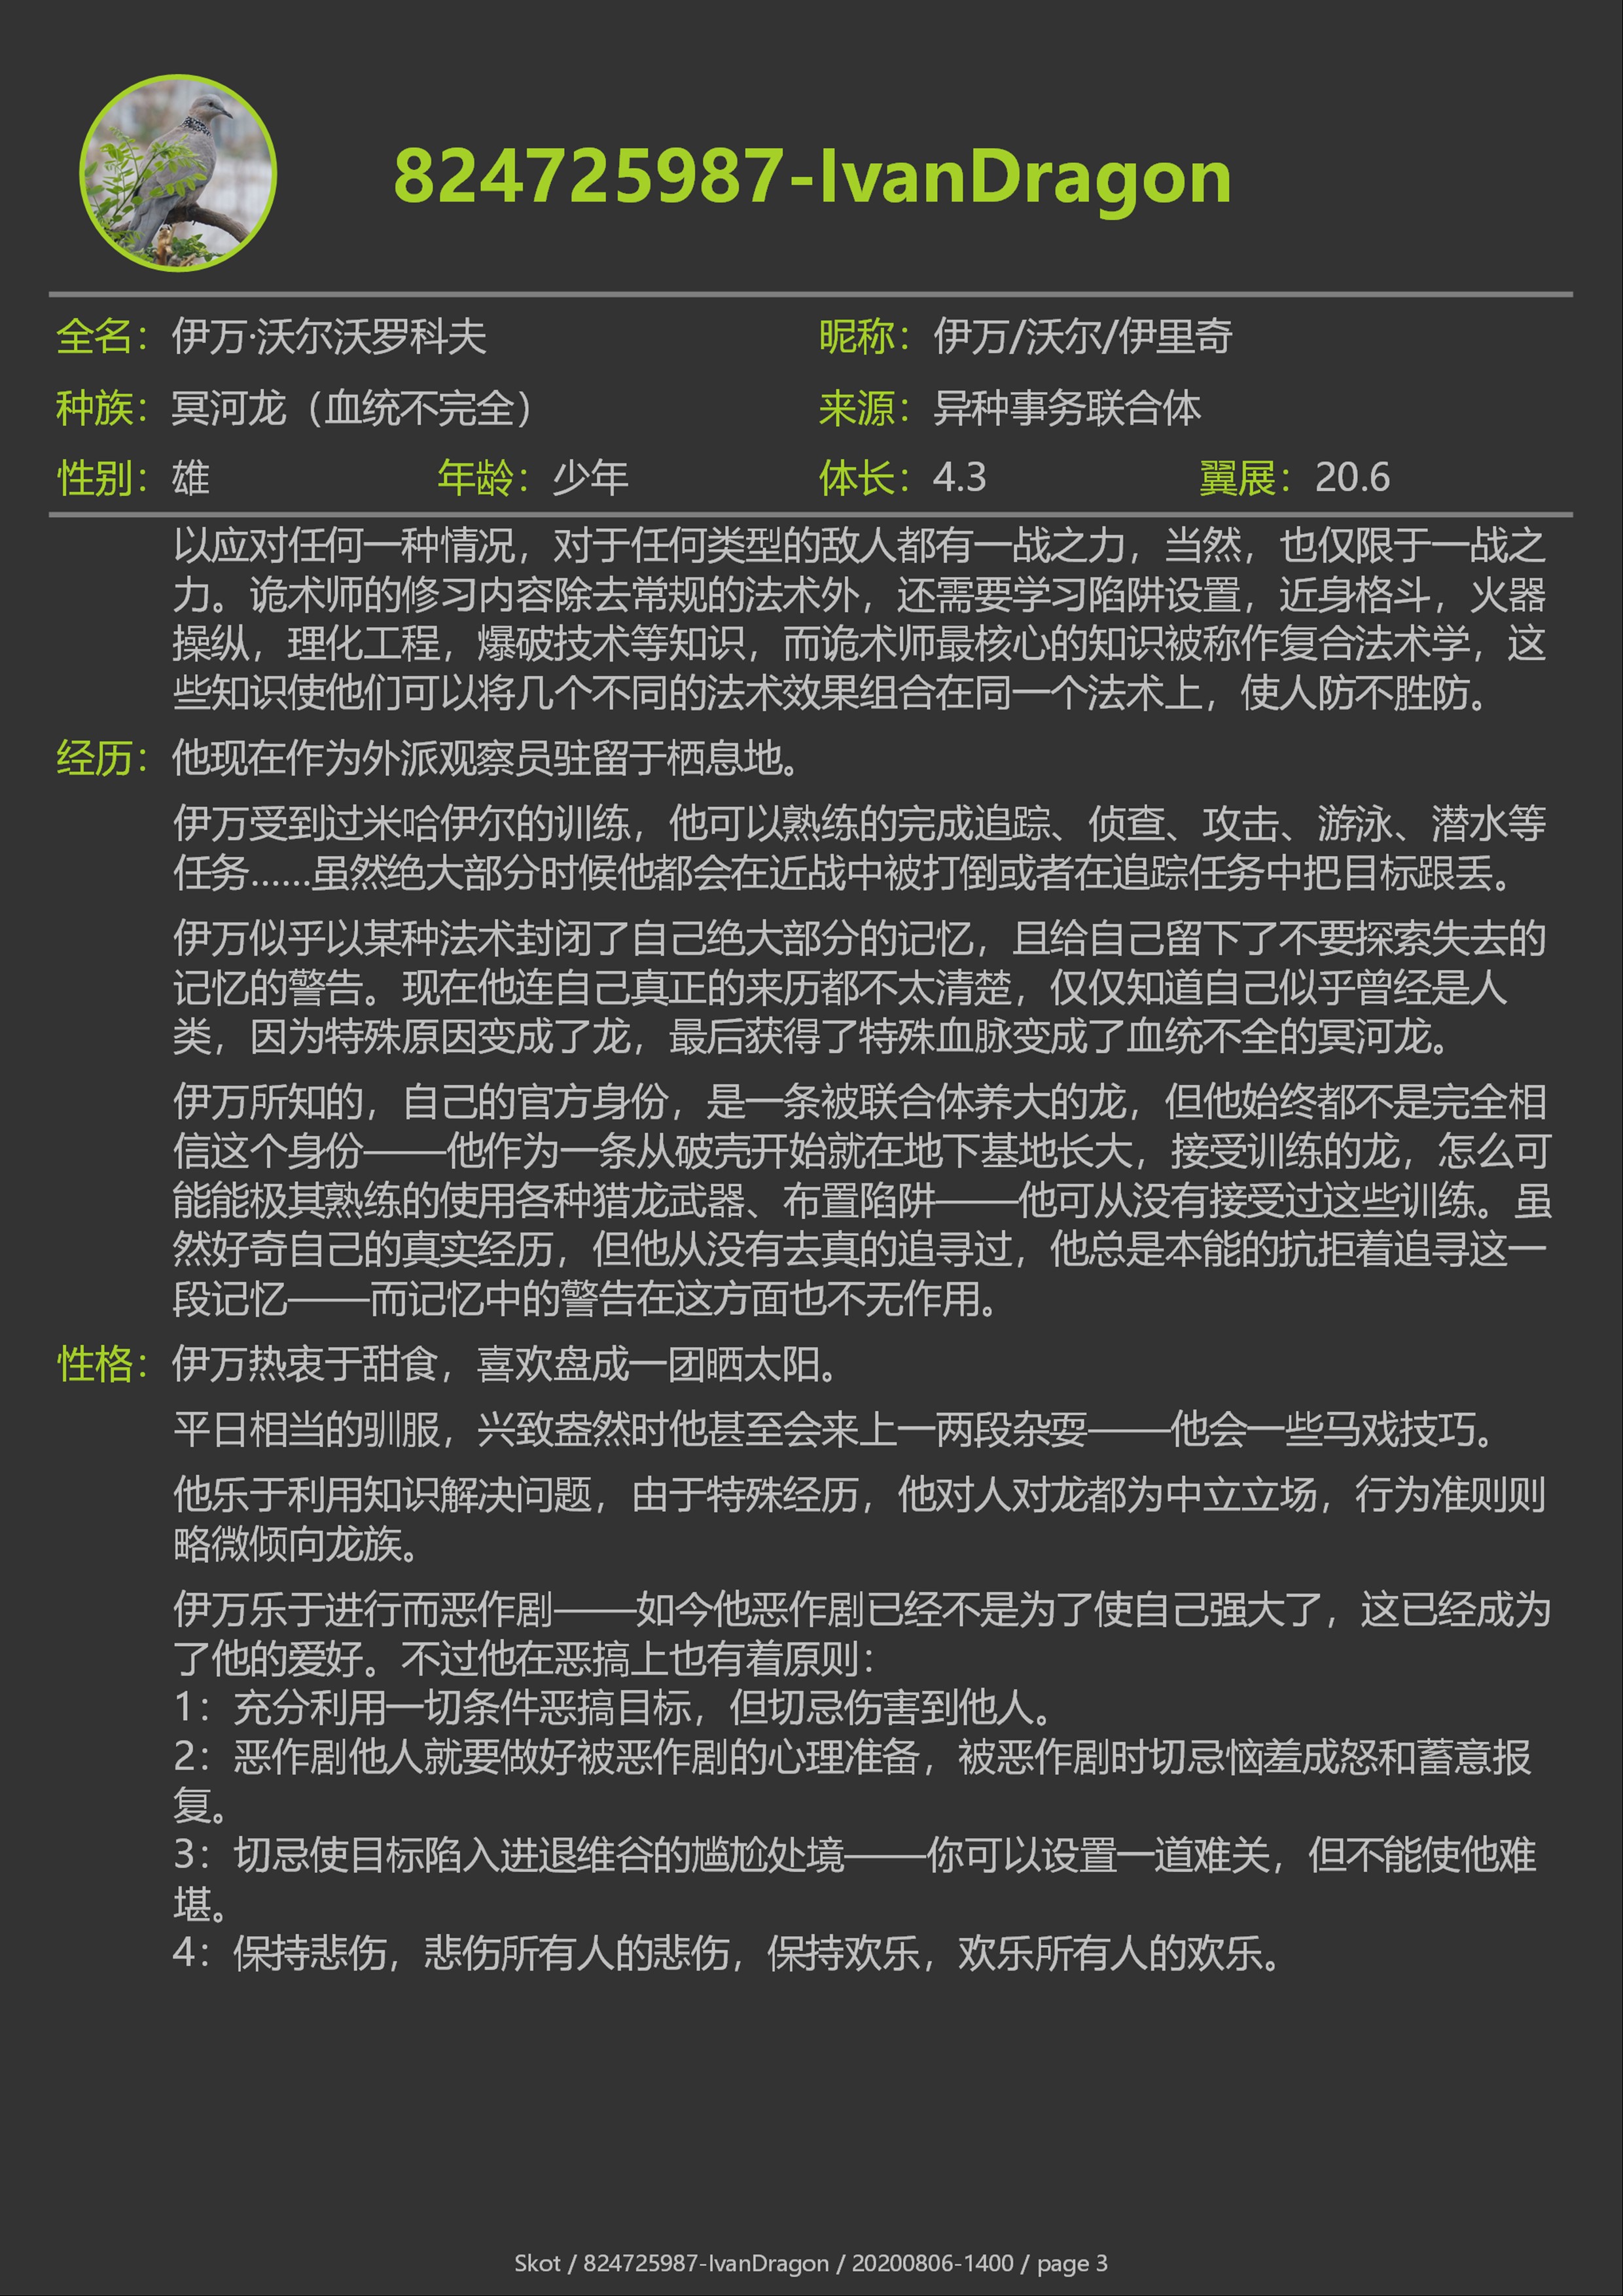 824725987-IvanDragon
全名：伊万·沃尔沃罗科夫 昵称：伊万/沃尔/伊里奇
种族：冥河龙（血统不完全） 来源：异种事务联合体
性别：雄 年龄：少年 体长：4.3 翼展：20.6
以应对任何一种情况，对于任何类型的敌人都有一战之力，当然，也仅限于一战之
力。诡术师的修习内容除去常规的法术外，还需要学习陷阱设置，近身格斗，火器
操纵，理化工程，爆破技术等知识，而诡术师最核心的知识被称作复合法术学，这
些知识使他们可以将几个不同的法术效果组合在同一个法术上，使人防不胜防。
经历：他现在作为外派观察员驻留于栖息地。
伊万受到过米哈伊尔的训练，他可以熟练的完成追踪、侦查、攻击、游泳、潜水等
任务……虽然绝大部分时候他都会在近战中被打倒或者在追踪任务中把目标跟丢。
伊万似乎以某种法术封闭了自己绝大部分的记忆，且给自己留下了不要探索失去的
记忆的警告。现在他连自己真正的来历都不太清楚，仅仅知道自己似乎曾经是人
类，因为特殊原因变成了龙，最后获得了特殊血脉变成了血统不全的冥河龙。
伊万所知的，自己的官方身份，是一条被联合体养大的龙，但他始终都不是完全相
信这个身份——他作为一条从破壳开始就在地下基地长大，接受训练的龙，怎么可
能能极其熟练的使用各种猎龙武器、布置陷阱——他可从没有接受过这些训练。虽
然好奇自己的真实经历，但他从没有去真的追寻过，他总是本能的抗拒着追寻这一
段记忆——而记忆中的警告在这方面也不无作用。
性格：伊万热衷于甜食，喜欢盘成一团晒太阳。
平日相当的驯服，兴致盎然时他甚至会来上一两段杂耍——他会一些马戏技巧。
他乐于利用知识解决问题，由于特殊经历，他对人对龙都为中立立场，行为准则则
略微倾向龙族。
伊万乐于进行而恶作剧——如今他恶作剧已经不是为了使自己强大了，这已经成为
了他的爱好。不过他在恶搞上也有着原则：
1：充分利用一切条件恶搞目标，但切忌伤害到他人。
2：恶作剧他人就要做好被恶作剧的心理准备，被恶作剧时切忌恼羞成怒和蓄意报
复。
3：切忌使目标陷入进退维谷的尴尬处境——你可以设置一道难关，但不能使他难
堪。
4：保持悲伤，悲伤所有人的悲伤，保持欢乐，欢乐所有人的欢乐。
Skot / 824725987-IvanDragon / 20200806-1400 / page 3